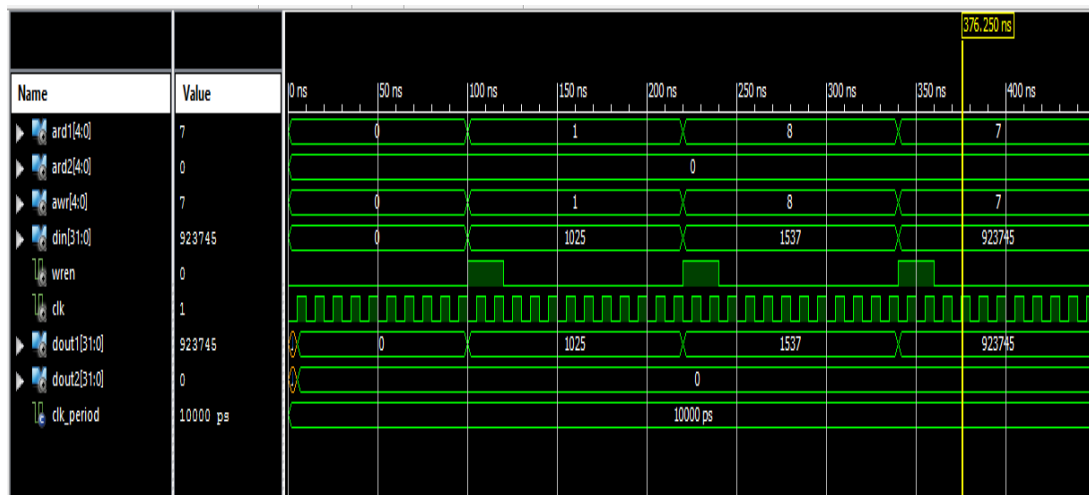 376.250 ns
Name Value 0 ns 50 ns 100 ns 150 ns 200 ns 250 ns 300 ns 350 ns 400 ns
ard1[4:0] 7 0 1 8 7
ard2[4:0] 0 0
awr[4:0] 7 0 1 8 7
din[31:0] 923745 0 1025 1537 923745
wren 0
clk 1
dout1[31:0] 923745 0 1025 1537 923745
dout2[31:0] 0 0
clk_period 10000 ps 10000 ps